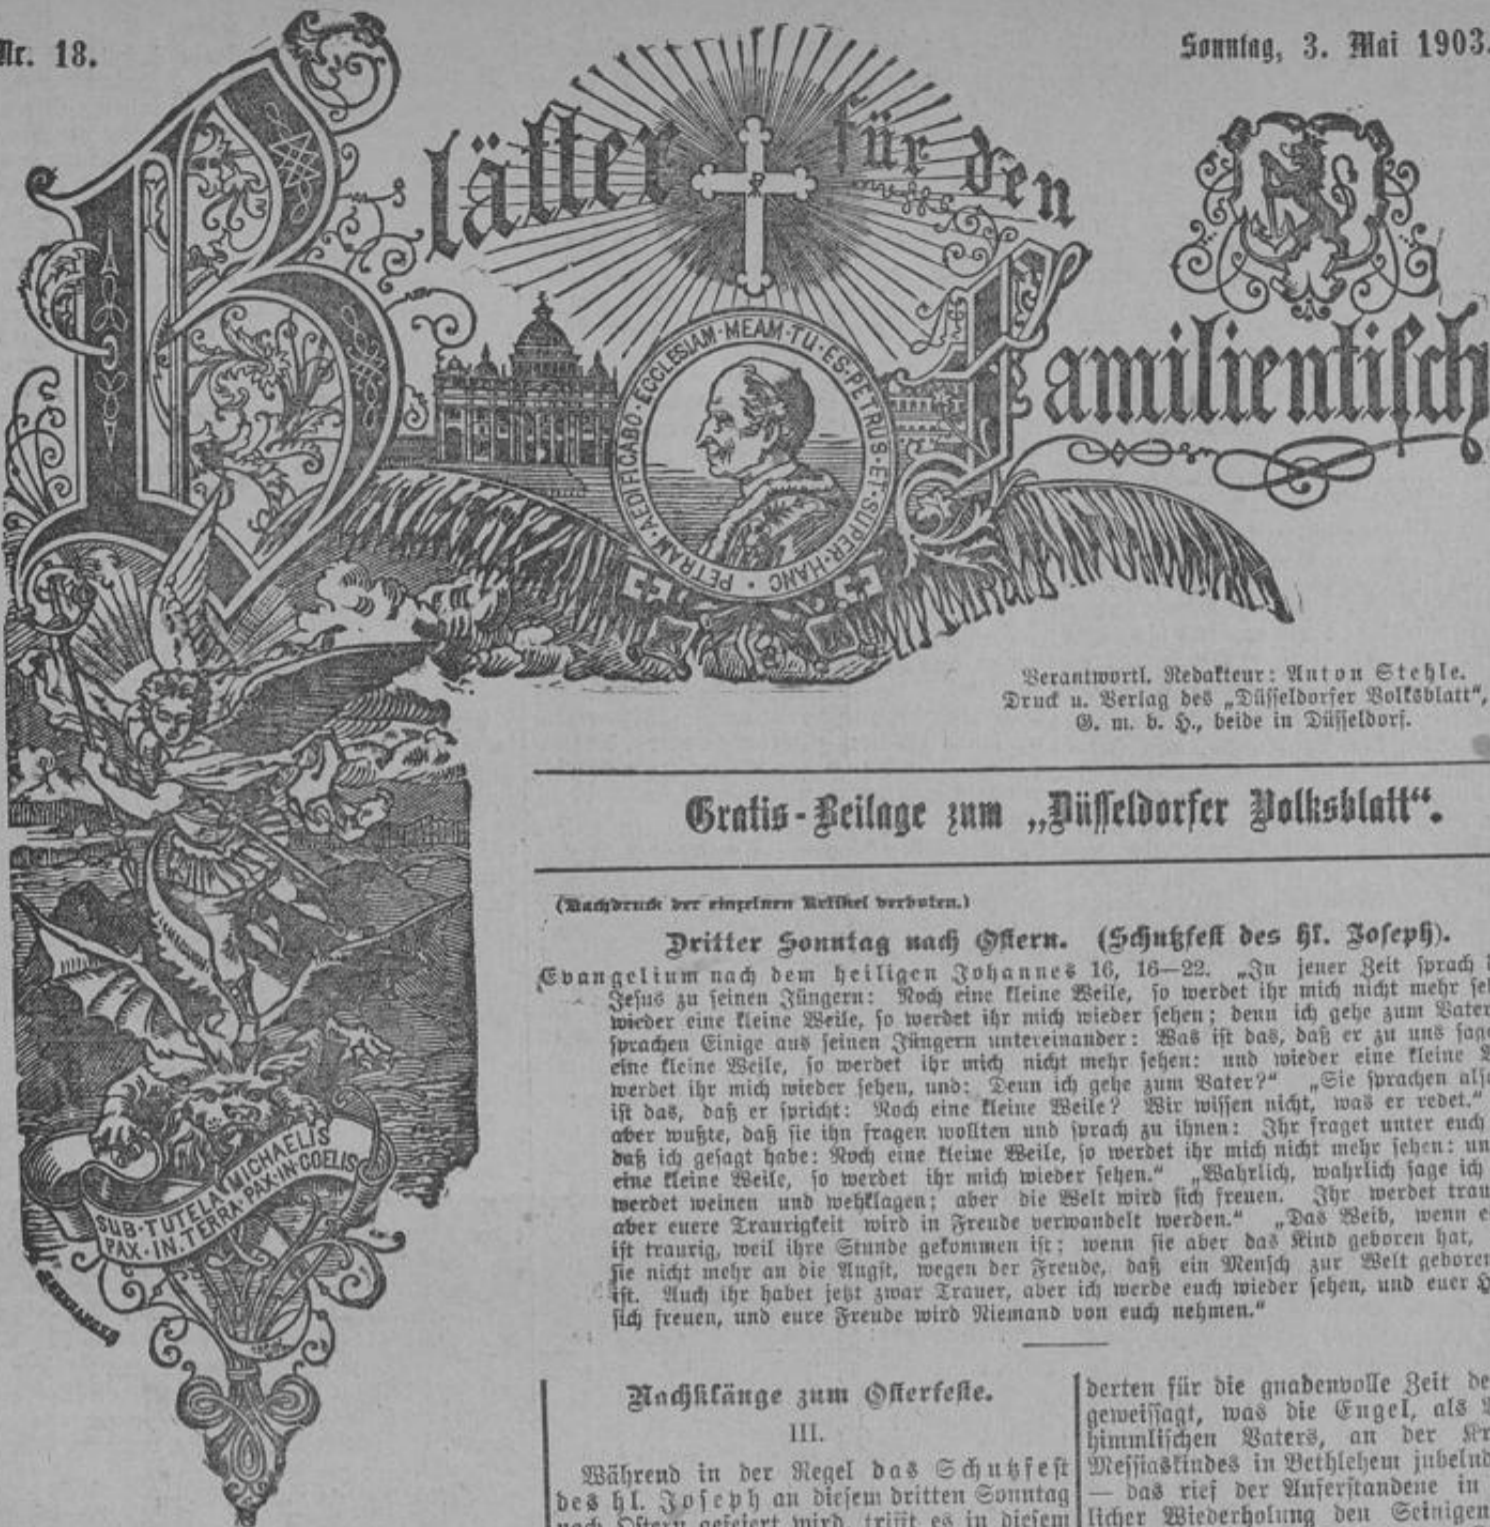 Nr. 18.
Sonntag, 3. Mai 1903.
Blätter für den
Familientisch
PETRAM·AEDIFICABO·ECCLESIAM·MEAM·TU·ES·PETRUS·ET·SUPER·HANC·
SUB·TUTELA·MICHAELIS
PAX·IN·TERRA·PAX·IN·COELIS
Verantwortl. Redakteur: Anton Stehle.
Druck u. Verlag des „Düsseldorfer Volksblatt“,
G. m. b. H., beide in Düsseldorf.
Gratis-Beilage zum „Düsseldorfer Volksblatt“.
(Nachdruck der einzelnen Artikel verboten.)
Dritter Sonntag nach Ostern. (Schutzfest des hl. Joseph).
Evangelium nach dem heiligen Johannes 16, 16—22. „In jener Zeit sprach
Jesus zu seinen Jüngern: Noch eine kleine Weile, so werdet ihr mich nicht mehr
wieder eine kleine Weile, so werdet ihr mich wieder sehen; denn ich gehe zum Vater
sprachen Einige aus seinen Jüngern untereinander: Was ist das, daß er zu uns
eine kleine Weile, so werdet ihr mich nicht mehr sehen: und wieder eine kleine
werdet ihr mich wieder sehen, und: Denn ich gehe zum Vater?“ „Sie sprachen
ist das, daß er spricht: Noch eine kleine Weile? Wir wissen nicht, was er redet.“
aber wußte, daß sie ihn fragen wollten und sprach zu ihnen: Ihr fraget unter euch
daß ich gesagt habe: Noch eine kleine Weile, so werdet ihr mich nicht mehr sehen:
eine kleine Weile, so werdet ihr mich wieder sehen.“ „Wahrlich, wahrlich sage ich
werdet weinen und wehklagen; aber die Welt wird sich freuen. Ihr werdet
aber euere Traurigkeit wird in Freude verwandelt werden.“ „Das Weib, wenn
ist traurig, weil ihre Stunde gekommen ist; wenn sie aber das Kind geboren hat,
sie nicht mehr an die Angst, wegen der Freude, daß ein Mensch zur Welt geboren
ist. Auch ihr habet jetzt zwar Trauer, aber ich werde euch wieder sehen, und euer
sich freuen, und eure Freude wird Niemand von euch nehmen.“
Nachklänge zum Osterfeste.
III.
Während in der Regel das Schutzfest
des hl. Joseph an diesem dritten Sonntag
nach Ostern gefeiert wird, trifft es in diesem
derten für die gnadenvolle Zeit
geweissagt, was die Engel, als
himmlischen Vaters, an der
Messiaskindes in Bethlehem
— das rief der Auferstandene in
licher Wiederholung den Seinigen